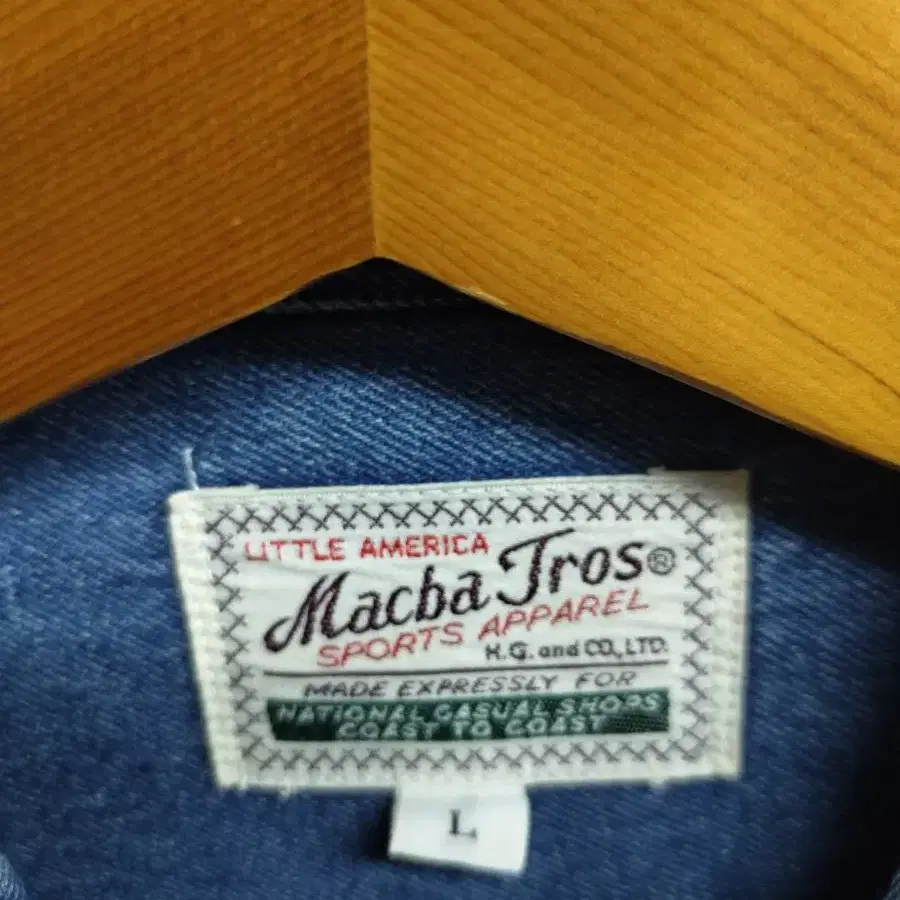 LITTLE AMERICA
Macba Tros®
SPORTS APPAREL
H.G. and CO., LTD.
MADE EXPRESSLY FOR
NATIONAL CASUAL SHOPS
COAST TO COAST
L